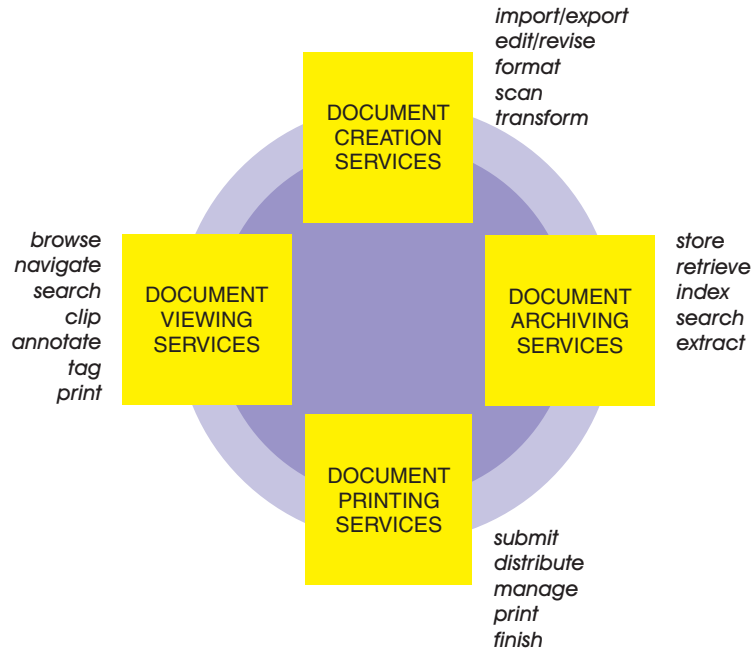 import/export
edit/revise
format
scan
transform
DOCUMENT
CREATION
SERVICES
browse
navigate
search
clip
annotate
tag
print
DOCUMENT
VIEWING
SERVICES
DOCUMENT
ARCHIVING
SERVICES
store
retrieve
index
search
extract
DOCUMENT
PRINTING
SERVICES
submit
distribute
manage
print
finish